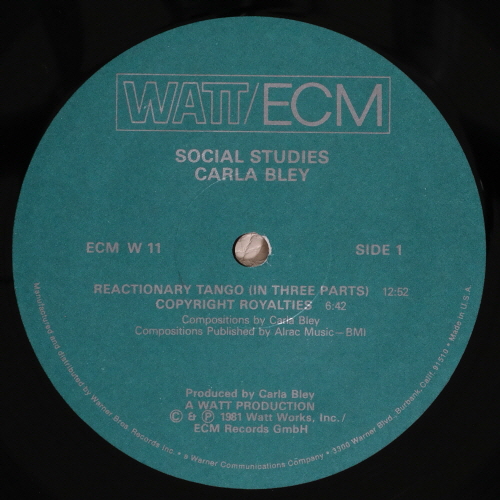 WATT/ECM
SOCIAL STUDIES
CARLA BLEY
ECM W 11
SIDE 1
REACTIONARY TANGO (IN THREE PARTS) 12:52
COPYRIGHT ROYALTIES 6:42
Compositions by Carla Bley
Compositions Published by Alrac Music—BMI
Produced by Carla Bley
A WATT PRODUCTION
© & ℗ 1981 Watt Works, Inc./
ECM Records GmbH
Manufactured and distributed by Warner Bros. Records Inc. • a Warner Communications Company • 3300 Warner Boulevard, Burbank, Calif. 91510 • Made in U.S.A.